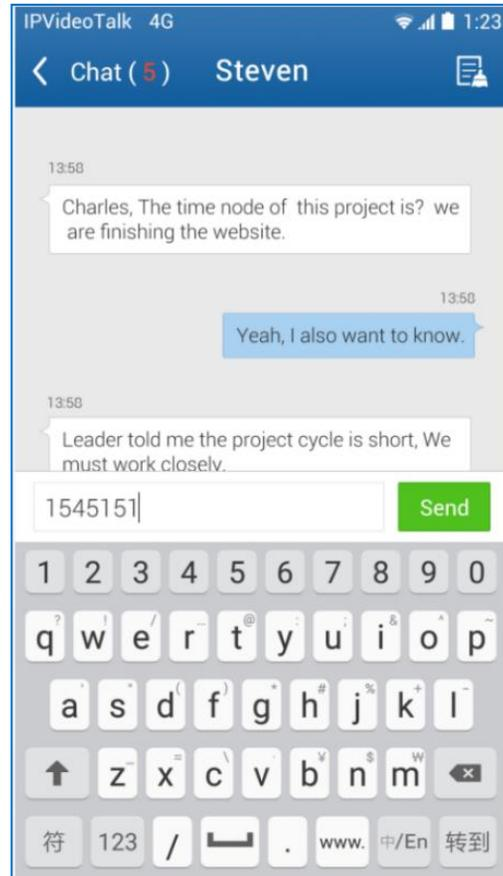 IPVideoTalk 4G 1:23
Chat ( 5 ) Steven
13:58
Charles, The time node of this project is? we
are finishing the website.
13:58
Yeah, I also want to know.
13:58
Leader told me the project cycle is short, We
must work closely.
1545151
Send
1 2 3 4 5 6 7 8 9 0
q w e r t y u i o p
a s d f g h j k l
z x c v b n m
符 123 / . www. 中/En 转到